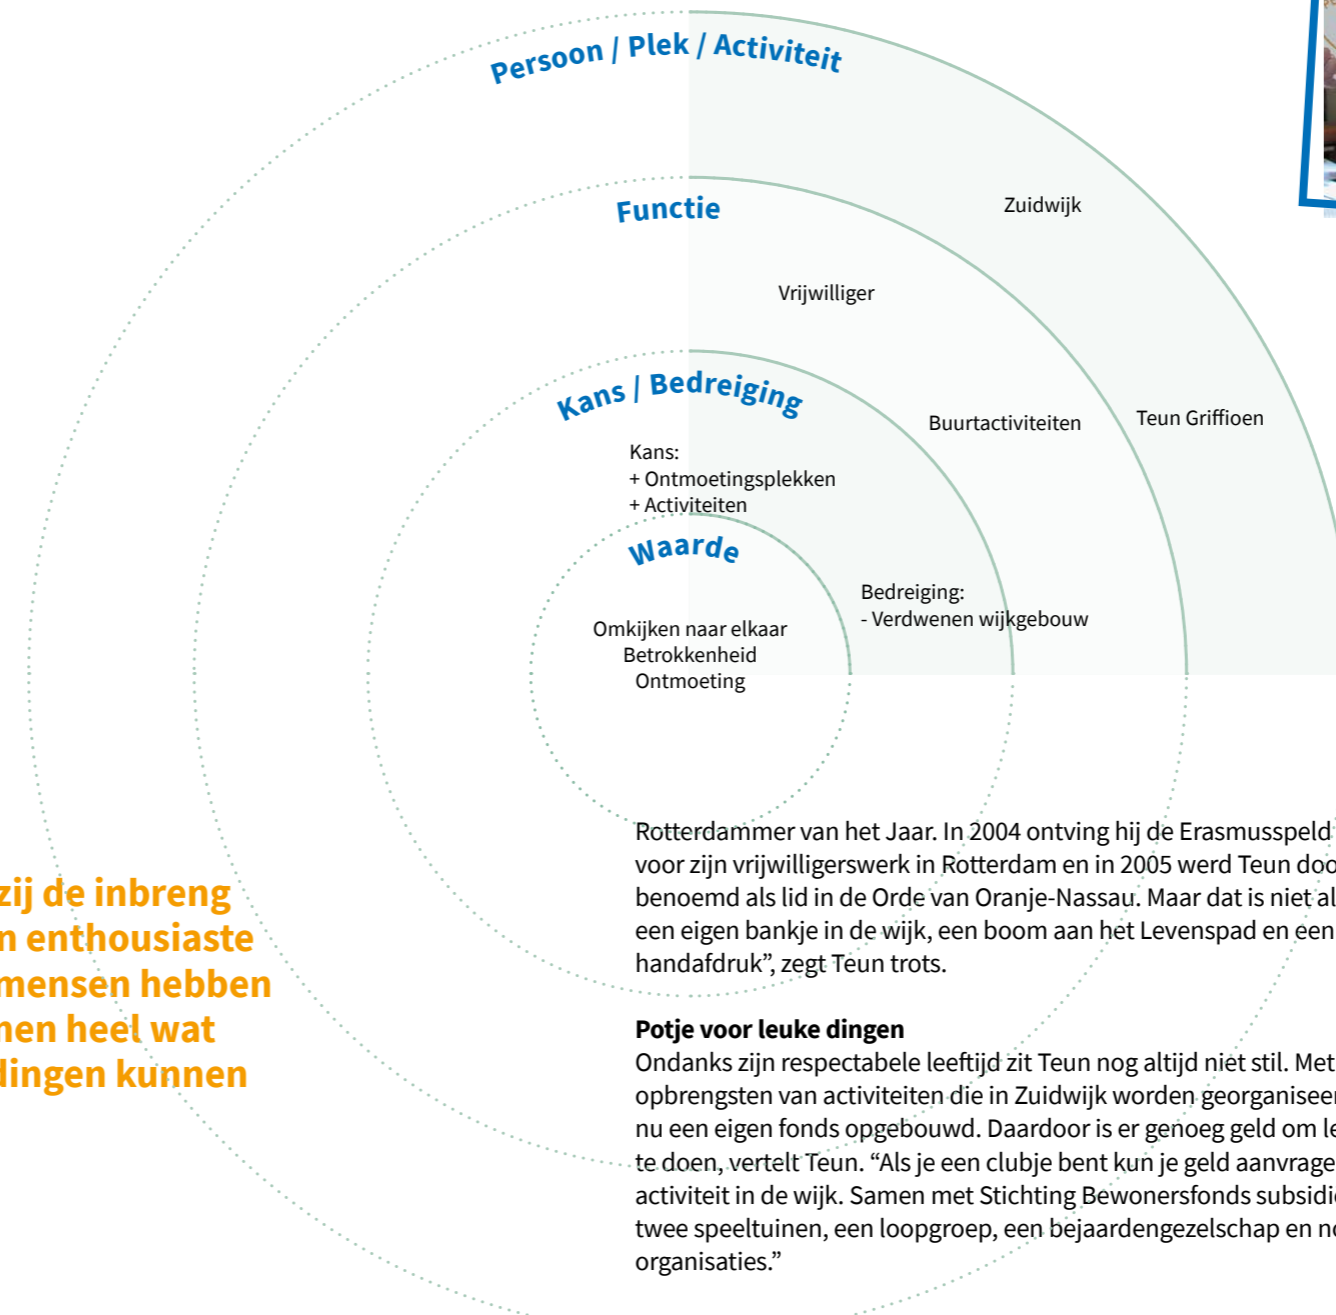 Persoon / Plek / Activiteit
Zuidwijk
Functie
Vrijwilliger
Kans / Bedreiging
Buurtactiviteiten
Teun Griffioen
Kans:
+ Ontmoetingsplekken
+ Activiteiten
Waarde
Bedreiging:
- Verdwenen wijkgebouw
Omkijken naar elkaar
Betrokkenheid
Ontmoeting
zij de inbreng
n enthousiaste
mensen hebben
nen heel wat
dingen kunnen
Rotterdammer van het Jaar. In 2004 ontving hij de Erasmusspeld
voor zijn vrijwilligerswerk in Rotterdam en in 2005 werd Teun doo
benoemd als lid in de Orde van Oranje-Nassau. Maar dat is niet al
een eigen bankje in de wijk, een boom aan het Levenspad en een
handafdruk”, zegt Teun trots.
Potje voor leuke dingen
Ondanks zijn respectabele leeftijd zit Teun nog altijd niet stil. Met
opbrengsten van activiteiten die in Zuidwijk worden georganiseer
nu een eigen fonds opgebouwd. Daardoor is er genoeg geld om le
te doen, vertelt Teun. “Als je een clubje bent kun je geld aanvrage
activiteit in de wijk. Samen met Stichting Bewonersfonds subsidie
twee speeltuinen, een loopgroep, een bejaardengezelschap en no
organisaties.”